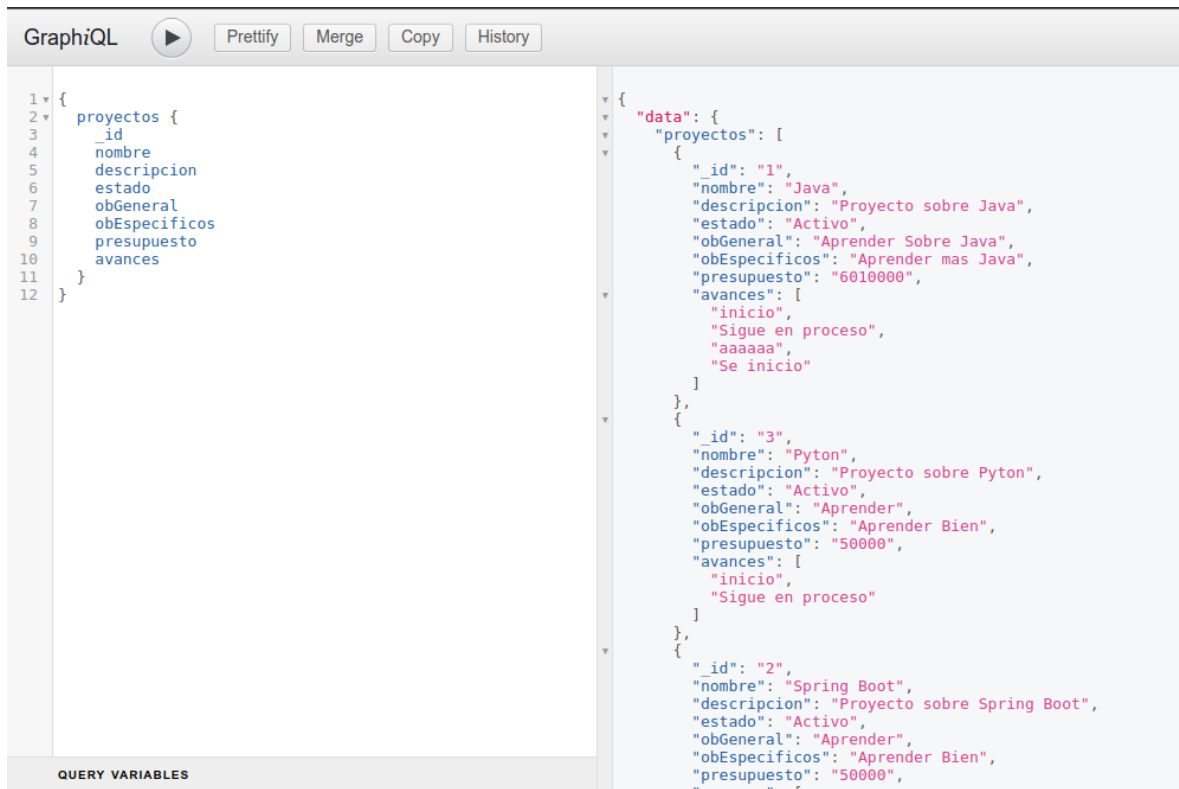 GraphiQL Prettify Merge Copy History
1 {
2 proyectos {
3 _id
4 nombre
5 descripcion
6 estado
7 obGeneral
8 obEspecificos
9 presupuesto
10 avances
11 }
12 }
QUERY VARIABLES
{
"data": {
"proyectos": [
{
"_id": "1",
"nombre": "Java",
"descripcion": "Proyecto sobre Java",
"estado": "Activo",
"obGeneral": "Aprender Sobre Java",
"obEspecificos": "Aprender mas Java",
"presupuesto": "6010000",
"avances": [
"inicio",
"Sigue en proceso",
"aaaaaa",
"Se inicio"
]
},
{
"_id": "3",
"nombre": "Pyton",
"descripcion": "Proyecto sobre Pyton",
"estado": "Activo",
"obGeneral": "Aprender",
"obEspecificos": "Aprender Bien",
"presupuesto": "50000",
"avances": [
"inicio",
"Sigue en proceso"
]
},
{
"_id": "2",
"nombre": "Spring Boot",
"descripcion": "Proyecto sobre Spring Boot",
"estado": "Activo",
"obGeneral": "Aprender",
"obEspecificos": "Aprender Bien",
"presupuesto": "50000",